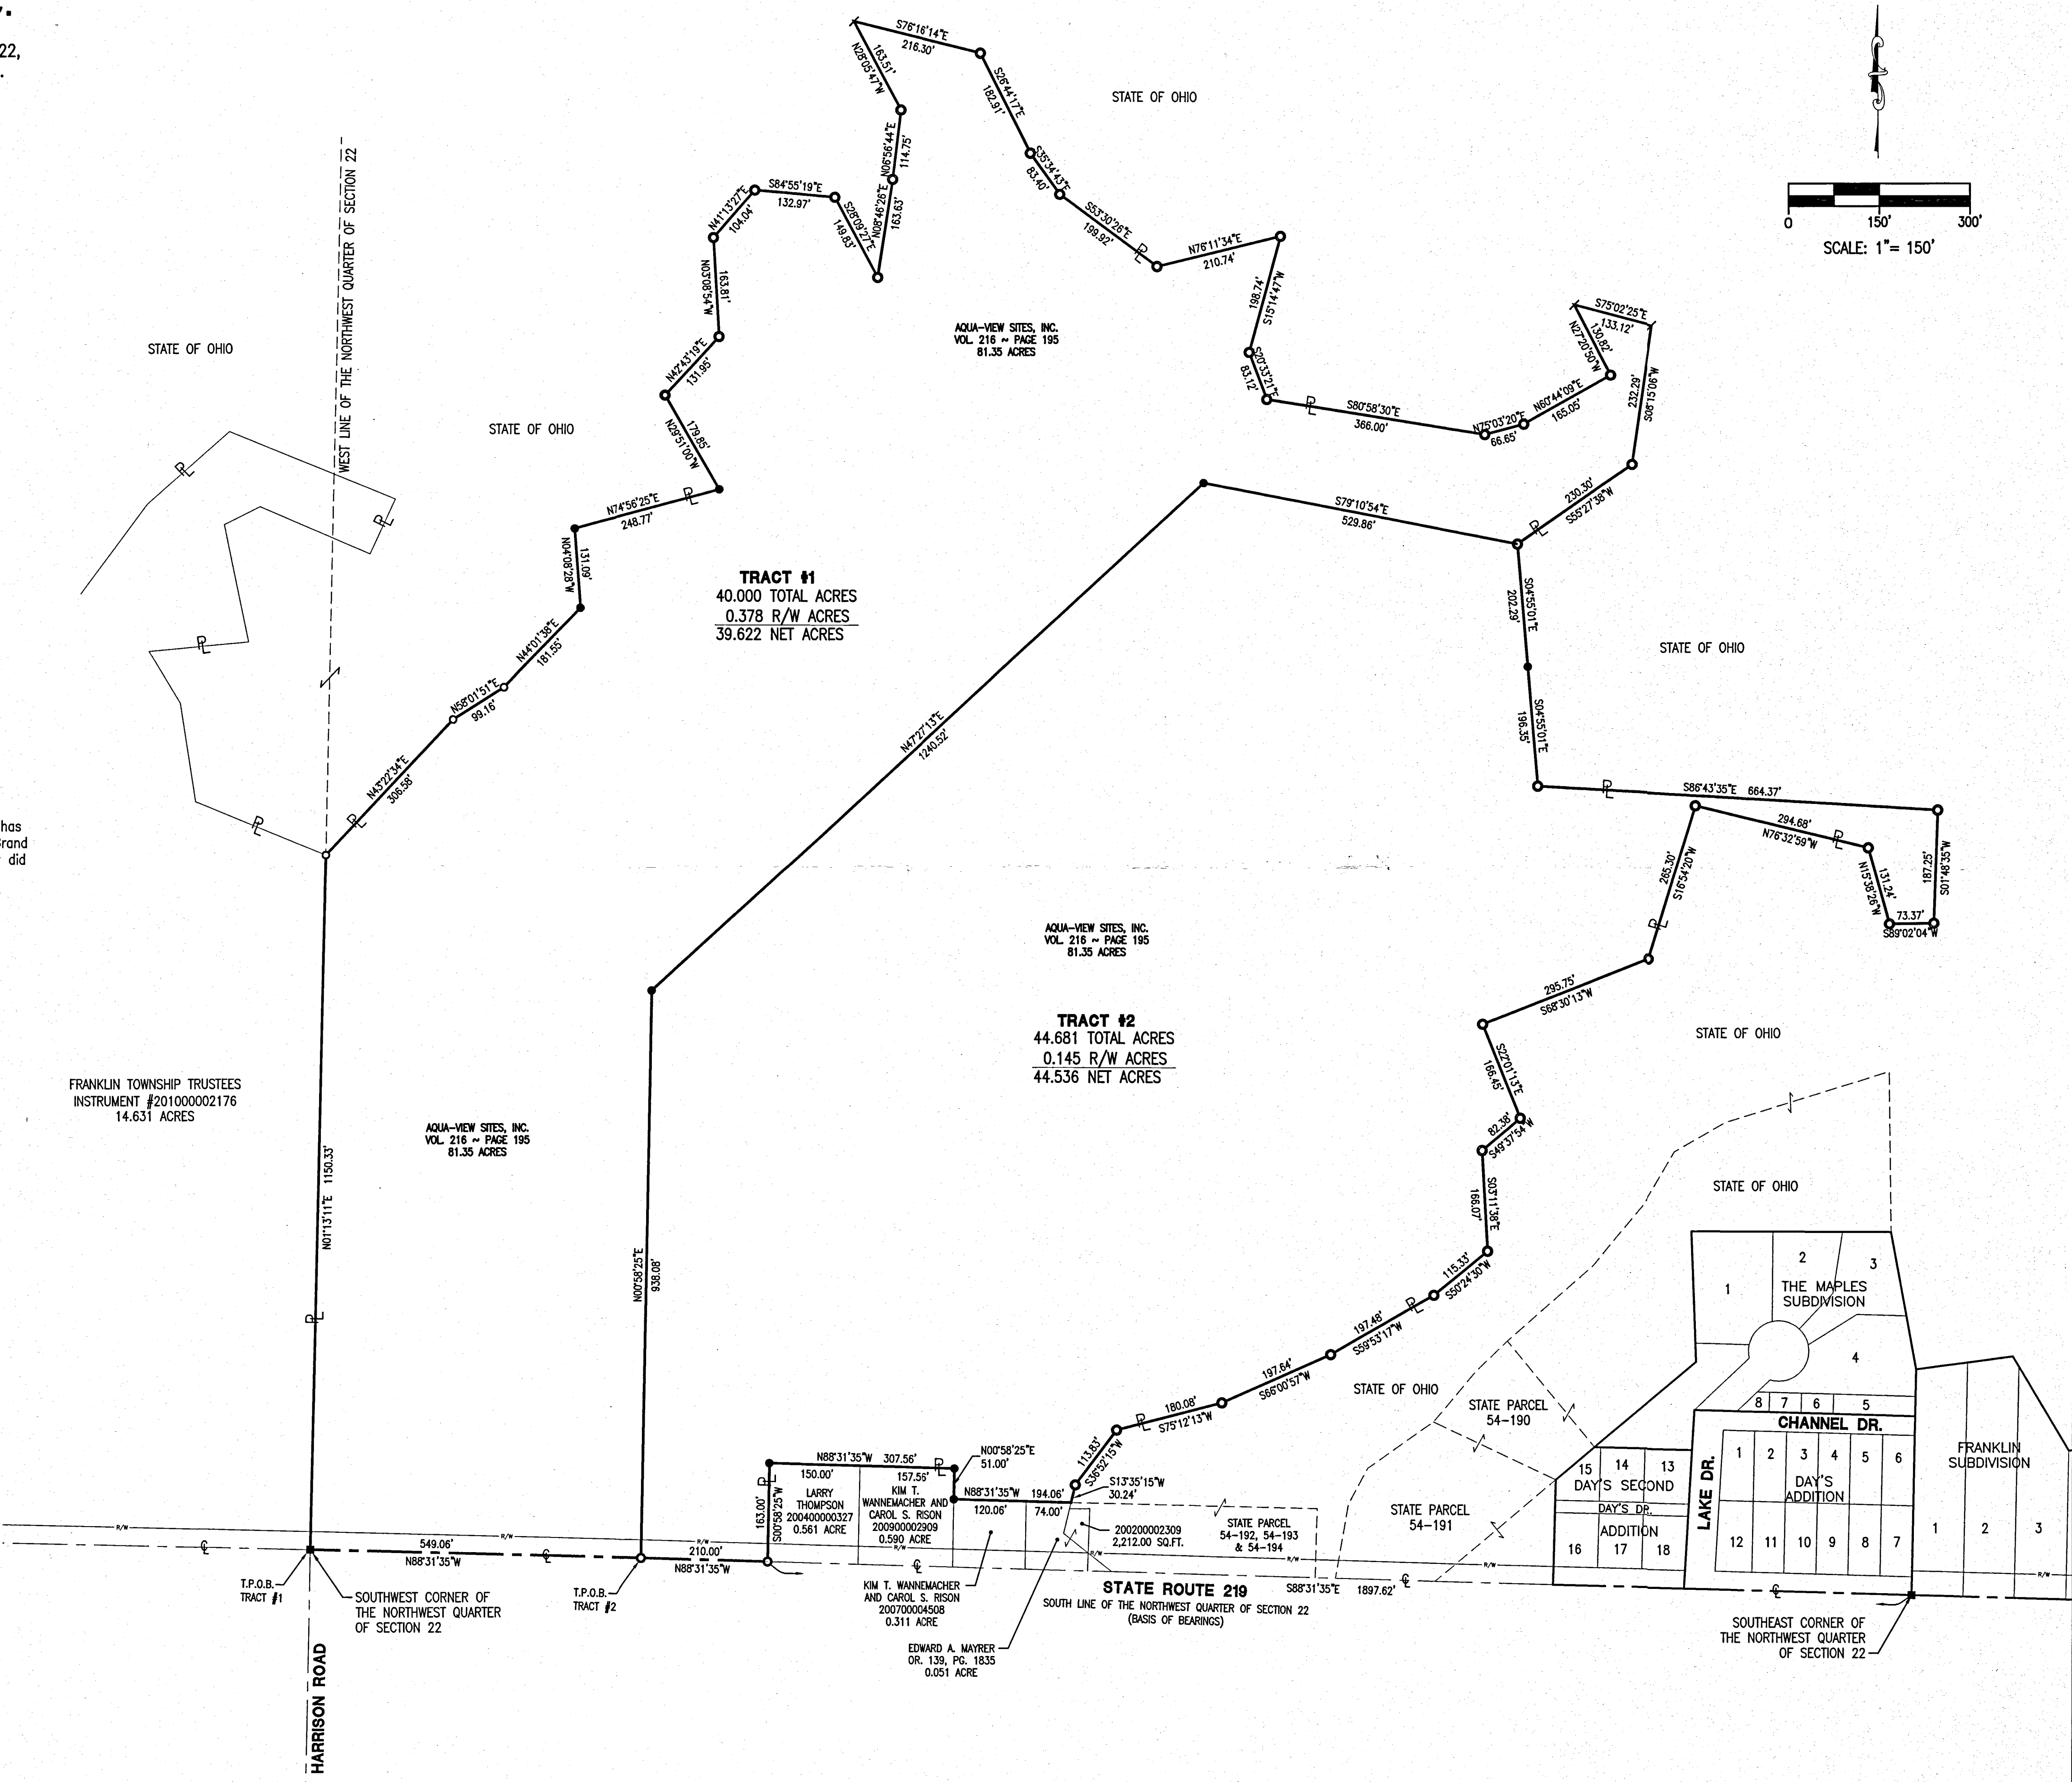 22,
S76°16'14"E
216.30'
163.51'
N28°05'47"W
S26°44'17"E
182.91'
STATE OF OHIO
N06°56'44"E
114.75'
S35°34'43"E
83.40'
0 150' 300'
SCALE: 1"= 150'
WEST LINE OF THE NORTHWEST QUARTER OF SECTION 22
N41°13'27"E
104.04'
S84°55'19"E
132.97'
S28°09'27"E
149.83'
N08°46'26"E
163.63'
S53°30'26"E
199.92'
N76°11'34"E
210.74'
N03°08'54"W
163.81'
198.74'
S15°14'47"W
STATE OF OHIO
AQUA-VIEW SITES, INC.
VOL. 216 ~ PAGE 195
81.35 ACRES
S75°02'25"E
133.12'
130.82'
N27°20'50"W
N42°43'19"E
131.95'
S20°33'21"E
83.12'
232.29'
S08°15'06"W
STATE OF OHIO
S80°58'30"E
366.00'
N75°03'20"E
66.65'
N60°44'09"E
165.05'
179.85'
N29°51'00"W
N74°56'25"E
248.77'
S79°10'54"E
529.86'
230.30'
S55°27'38"W
N04°08'28"W
131.09'
TRACT #1
40.000 TOTAL ACRES
0.378 R/W ACRES
39.622 NET ACRES
S04°55'01"E
202.29'
STATE OF OHIO
N44°01'38"E
181.55'
N58°01'51"E
99.16'
N47°27'13"E
1240.52'
S04°55'01"E
196.35'
N43°22'34"E
306.58'
S86°43'35"E 664.37'
has
Brand
did
294.68'
N76°32'59"W
265.30'
S16°54'20"W
N15°38'26"W
131.24'
187.25'
S01°48'35"W
73.37'
S89°02'04"W
AQUA-VIEW SITES, INC.
VOL. 216 ~ PAGE 195
81.35 ACRES
295.75'
S68°30'13"W
TRACT #2
44.681 TOTAL ACRES
0.145 R/W ACRES
44.536 NET ACRES
STATE OF OHIO
S22°01'13"E
166.45'
FRANKLIN TOWNSHIP TRUSTEES
INSTRUMENT #201000002176
14.631 ACRES
AQUA-VIEW SITES, INC.
VOL. 216 ~ PAGE 195
81.35 ACRES
82.38'
S49°37'54"W
N01°13'11"E 1150.33'
S03°11'38"E
166.07'
STATE OF OHIO
N00°58'25"E
938.08'
115.33'
S50°24'30"W
1
2
3
THE MAPLES
SUBDIVISION
4
197.48'
S59°53'17"W
197.64'
S66°00'57"W
STATE OF OHIO
180.08'
S75°12'13"W
STATE PARCEL
54-190
8 7 6 5
CHANNEL DR.
113.83'
S36°52'15"W
N88°31'35"W 307.56'
N00°58'25"E
51.00'
150.00'
157.56'
LARRY
THOMPSON
200400000327
0.561 ACRE
KIM T.
WANNEMACHER AND
CAROL S. RISON
200900002909
0.590 ACRE
163.00'
S00°58'25"W
N88°31'35"W 194.06'
120.06'
74.00'
S13°35'15"W
30.24'
1 2 3 4 5 6
DAY'S
ADDITION
12 11 10 9 8 7
15 14 13
DAY'S SECOND
DAY'S DR.
ADDITION
16 17 18
LAKE DR.
FRANKLIN
SUBDIVISION
1 2 3
STATE PARCEL
54-191
200200002309
2,212.00 SQ.FT.
STATE PARCEL
54-192, 54-193
& 54-194
R/W
R/W
R/W
R/W
R/W
R/W
R/W
R/W
549.06'
N88°31'35"W
210.00'
N88°31'35"W
T.P.O.B.
TRACT #1
SOUTHWEST CORNER OF
THE NORTHWEST QUARTER
OF SECTION 22
T.P.O.B.
TRACT #2
KIM T. WANNEMACHER
AND CAROL S. RISON
200700004508
0.311 ACRE
STATE ROUTE 219
S88°31'35"E 1897.62'
SOUTH LINE OF THE NORTHWEST QUARTER OF SECTION 22
(BASIS OF BEARINGS)
EDWARD A. MAYRER
OR. 139, PG. 1835
0.051 ACRE
SOUTHEAST CORNER OF
THE NORTHWEST QUARTER
OF SECTION 22
HARRISON ROAD